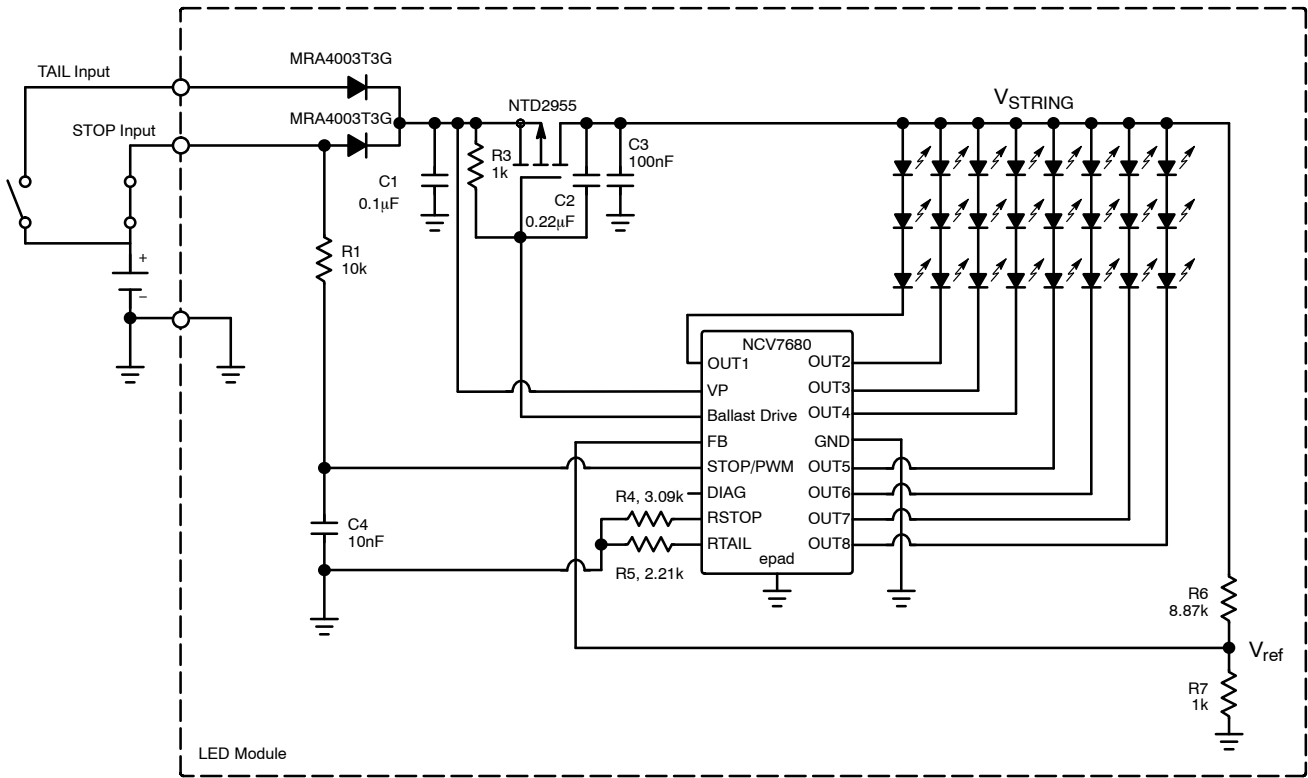 MRA4003T3G
TAIL Input
MRA4003T3G
STOP Input
NTD2955
VSTRING
R3
1k
C3
100nF
C1
0.1μF
C2
0.22μF
R1
10k
+
–
NCV7680
OUT1
OUT2
VP
OUT3
Ballast Drive
OUT4
FB
GND
STOP/PWM
OUT5
DIAG
OUT6
R4, 3.09k
RSTOP
OUT7
RTAIL
OUT8
epad
R5, 2.21k
C4
10nF
R6
8.87k
Vref
R7
1k
LED Module